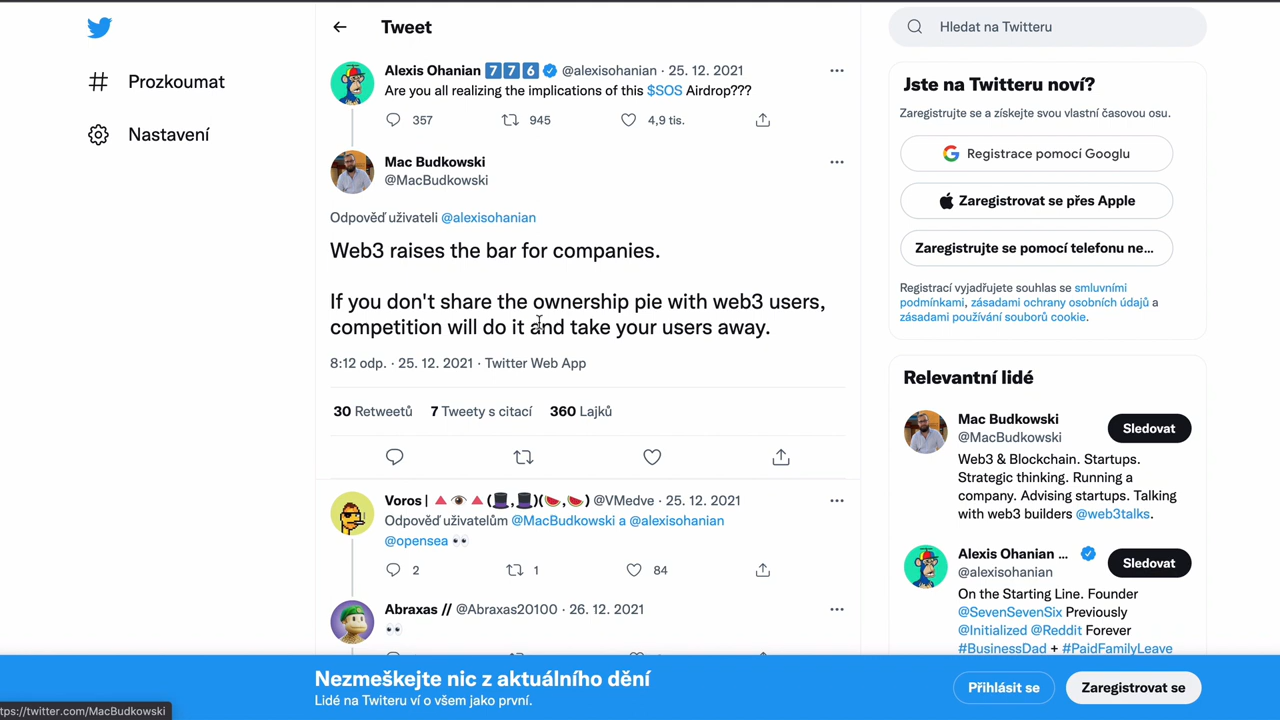 Tweet
Hledat na Twitteru
Prozkoumat
Nastavení
Alexis Ohanian 7 7 6 @alexisohanian · 25. 12. 2021
Are you all realizing the implications of this $SOS Airdrop???
357 945 4,9 tis.
Mac Budkowski
@MacBudkowski
Odpověď uživateli @alexisohanian
Web3 raises the bar for companies.
If you don't share the ownership pie with web3 users,
competition will do it and take your users away.
8:12 odp. · 25. 12. 2021 · Twitter Web App
30 Retweetů 7 Tweety s citací 360 Lajků
Voros | 🔺👁🔺(🎩,🎩)(🍉,🍉) @VMedve · 25. 12. 2021
Odpověď uživatelům @MacBudkowski a @alexisohanian
@opensea 👀
2 1 84
Abraxas // @Abraxas20100 · 26. 12. 2021
👀
Jste na Twitteru noví?
Zaregistrujte se a získejte svou vlastní časovou osu.
Registrace pomocí Googlu
Zaregistrovat se přes Apple
Zaregistrujte se pomocí telefonu ne...
Registrací vyjadřujete souhlas se smluvními
podmínkami, zásadami ochrany osobních údajů a
zásadami používání souborů cookie.
Relevantní lidé
Mac Budkowski
@MacBudkowski
Sledovat
Web3 & Blockchain. Startups.
Strategic thinking. Running a
company. Advising startups. Talking
with web3 builders @web3talks.
Alexis Ohanian ...
@alexisohanian
Sledovat
On the Starting Line. Founder
@SevenSevenSix Previously
@Initialized @Reddit Forever
#BusinessDad + #PaidFamilyLeave
Nezmeškejte nic z aktuálního dění
Lidé na Twiteru ví o všem jako první.
Přihlásit se
Zaregistrovat se
tps://twitter.com/MacBudkowski